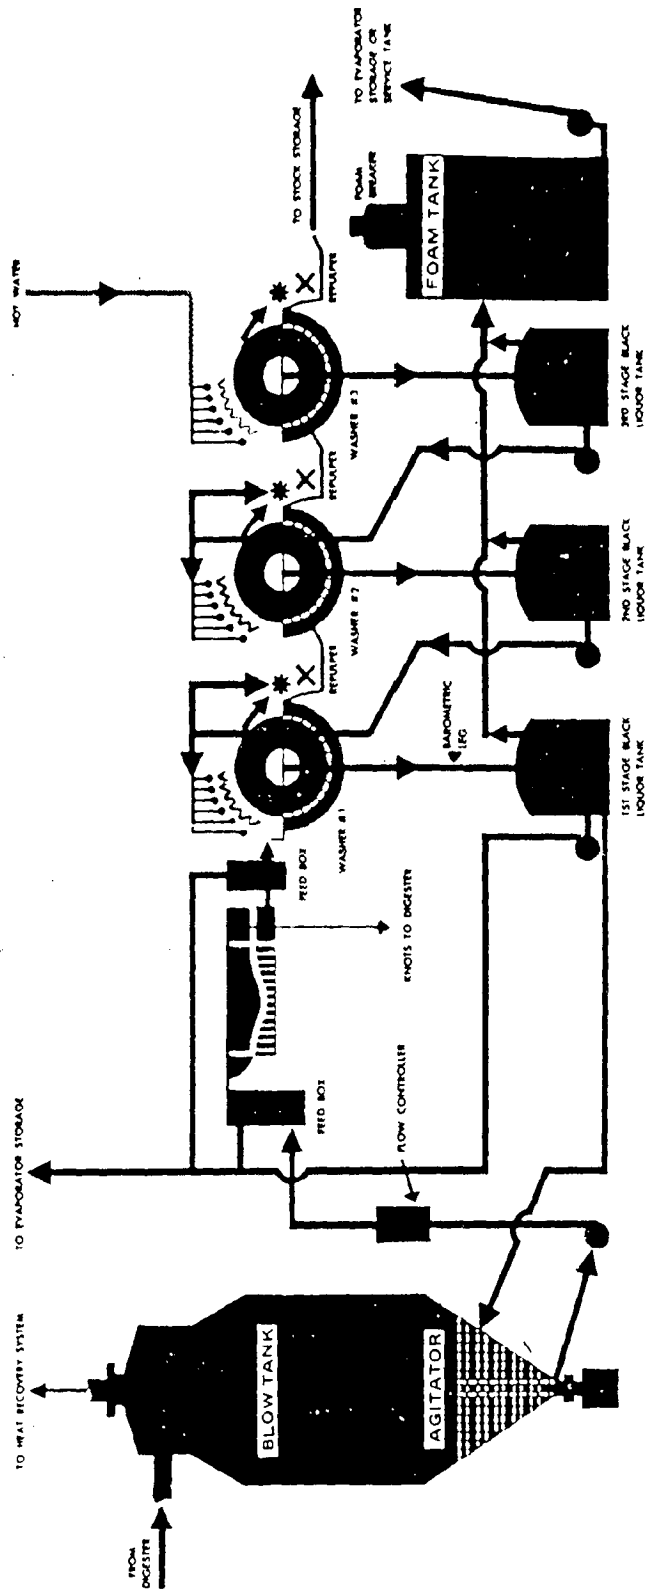 FROM
DIGESTER
TO HEAT RECOVERY SYSTEM
BLOW TANK
AGITATOR
TO EVAPORATOR STORAGE
FEED BOX
FLOW CONTROLLER
KNOTS TO DIGESTER
FEED BOX
WASHER #1
REPULPER
WASHER #2
REPULPER
WASHER #3
REPULPER
HOT WATER
TO STOCK STORAGE
BAROMETRIC
LEG
1ST STAGE BLACK
LIQUOR TANK
2ND STAGE BLACK
LIQUOR TANK
3RD STAGE BLACK
LIQUOR TANK
FOAM
BREAKER
FOAM TANK
TO EVAPORATOR
STORAGE OR
SERVICE TANK